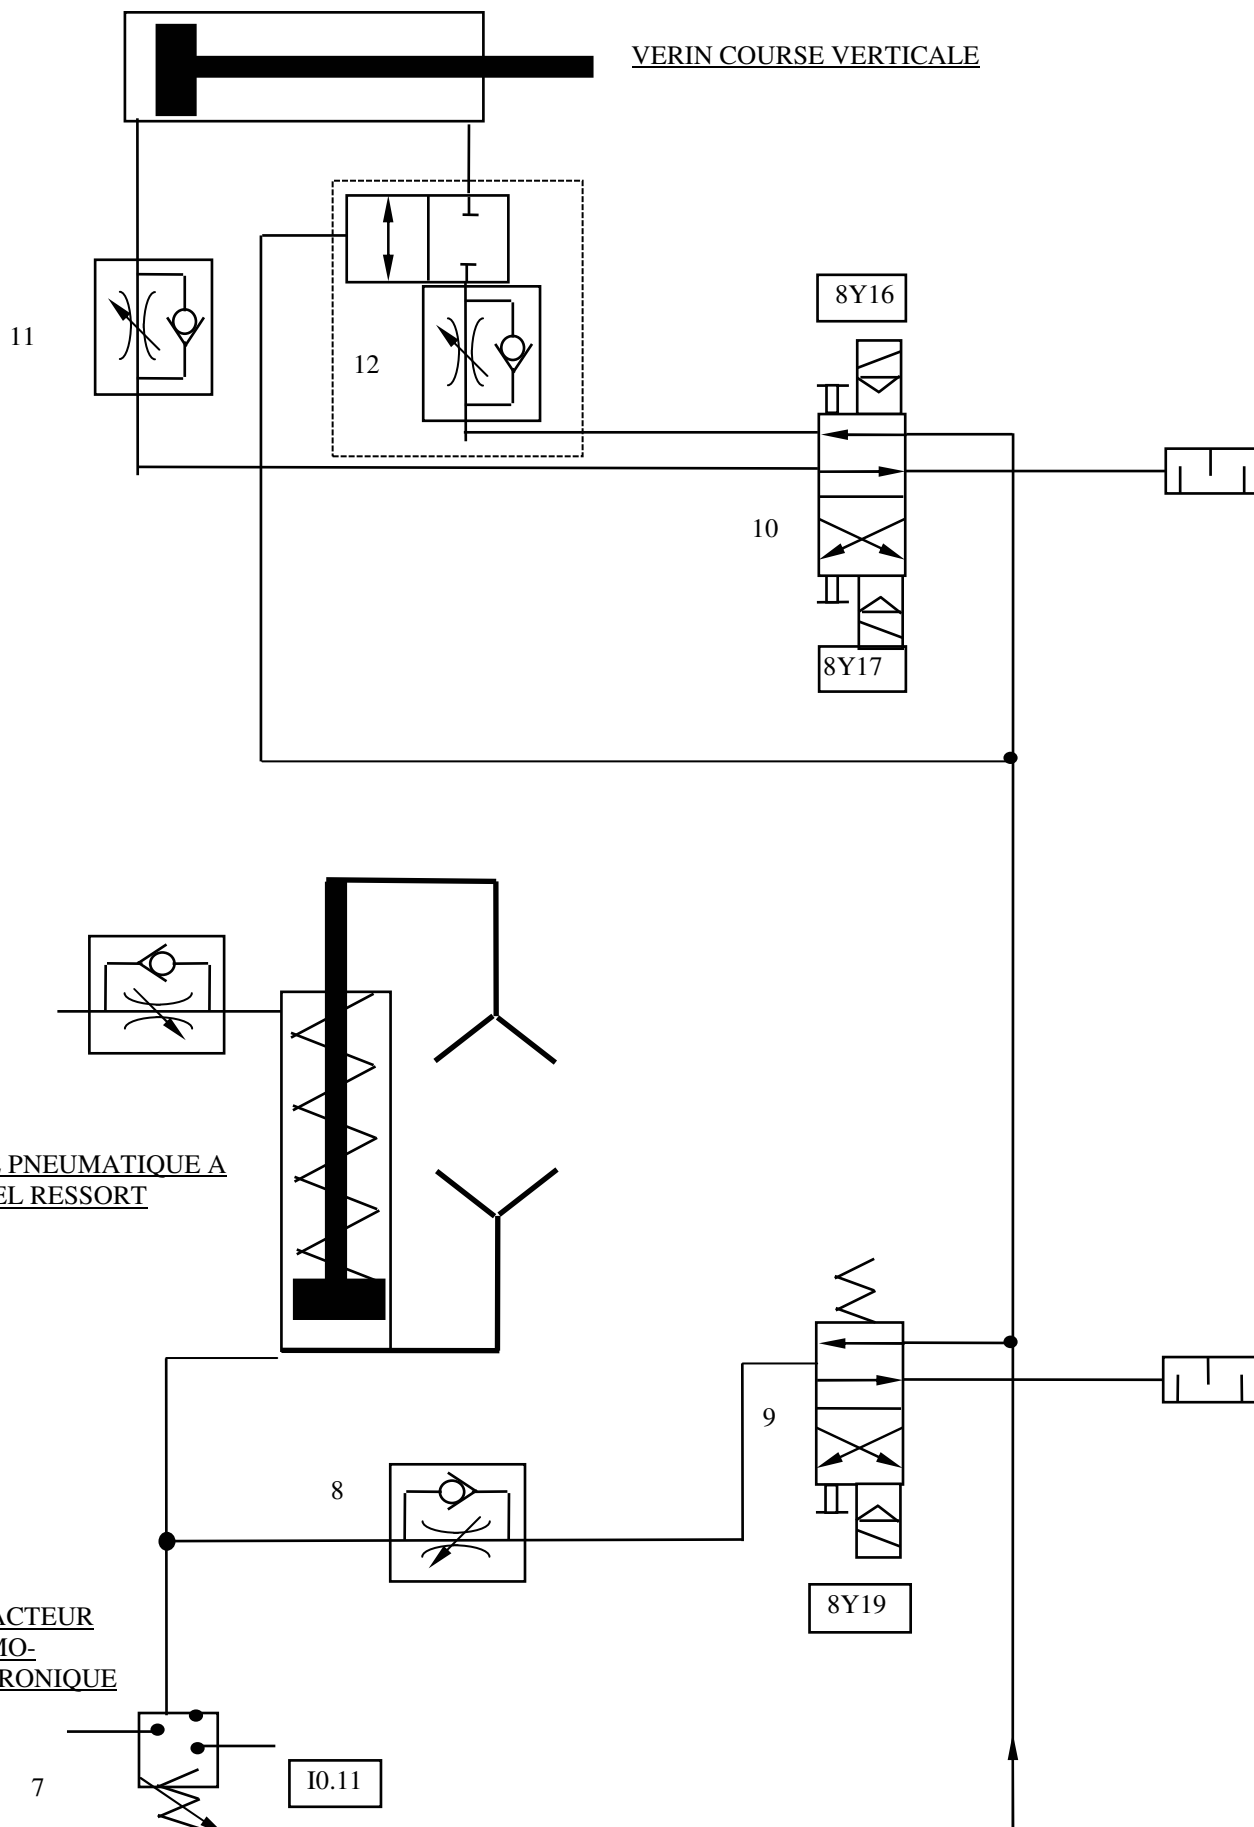 VERIN COURSE VERTICALE
8Y16
11
12
10
8Y17
PNEUMATIQUE A
EL RESSORT
9
8
8Y19
ACTEUR
MO-
RONIQUE
I0.11
7